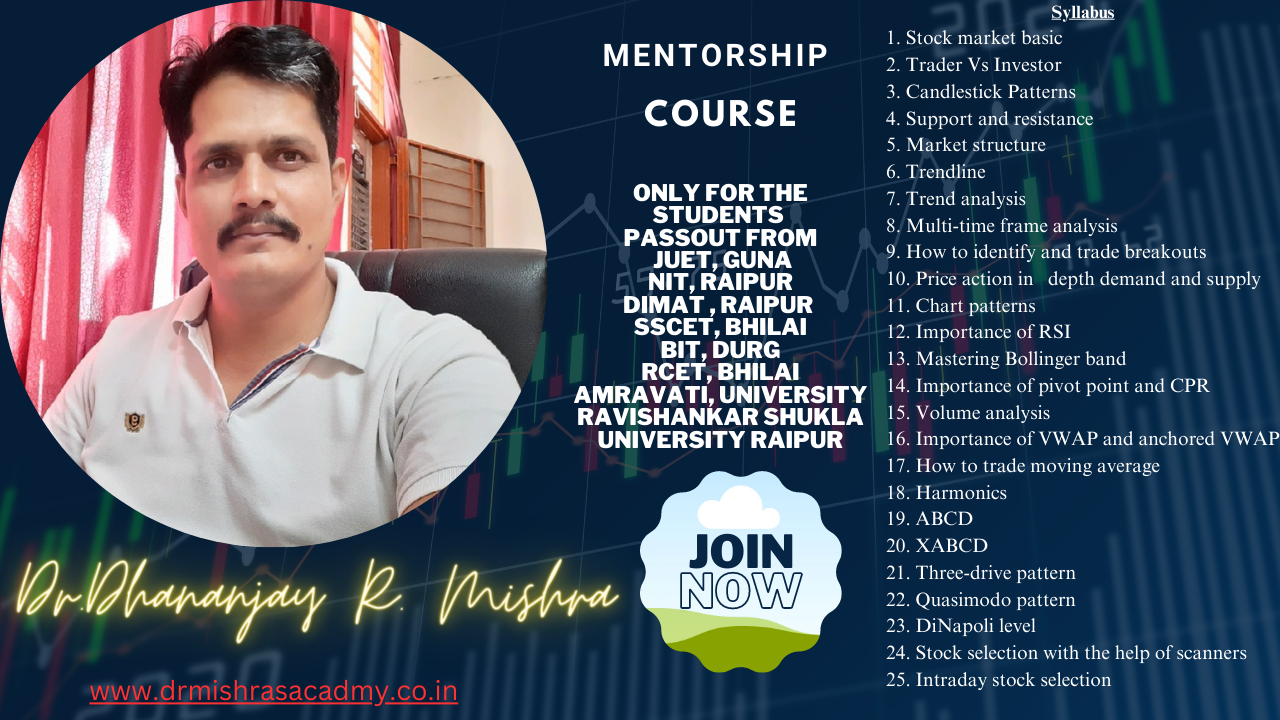 MENTORSHIP
COURSE
ONLY FOR THE
STUDENTS
PASSOUT FROM
JUET, GUNA
NIT, RAIPUR
DIMAT , RAIPUR
SSCET, BHILAI
BIT, DURG
RCET, BHILAI
AMRAVATI, UNIVERSITY
RAVISHANKAR SHUKLA
UNIVERSITY RAIPUR
JOIN
NOW
Dr.Dhananjay R. Mishra
www.drmishrasacadmy.co.in
Syllabus
1. Stock market basic
2. Trader Vs Investor
3. Candlestick Patterns
4. Support and resistance
5. Market structure
6. Trendline
7. Trend analysis
8. Multi-time frame analysis
9. How to identify and trade breakouts
10. Price action in depth demand and supply
11. Chart patterns
12. Importance of RSI
13. Mastering Bollinger band
14. Importance of pivot point and CPR
15. Volume analysis
16. Importance of VWAP and anchored VWAP
17. How to trade moving average
18. Harmonics
19. ABCD
20. XABCD
21. Three-drive pattern
22. Quasimodo pattern
23. DiNapoli level
24. Stock selection with the help of scanners
25. Intraday stock selection